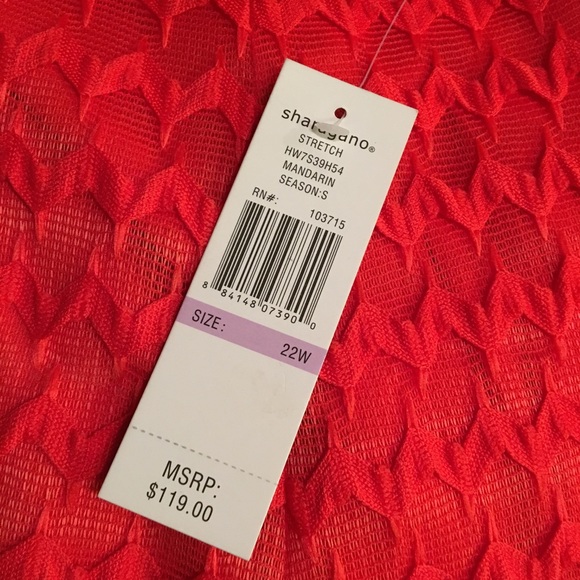 sharagano®
STRETCH
HW7S39H54
MANDARIN
SEASON:S
RN#: 103715
8 84148 07390 0
SIZE: 22W
MSRP:
$119.00